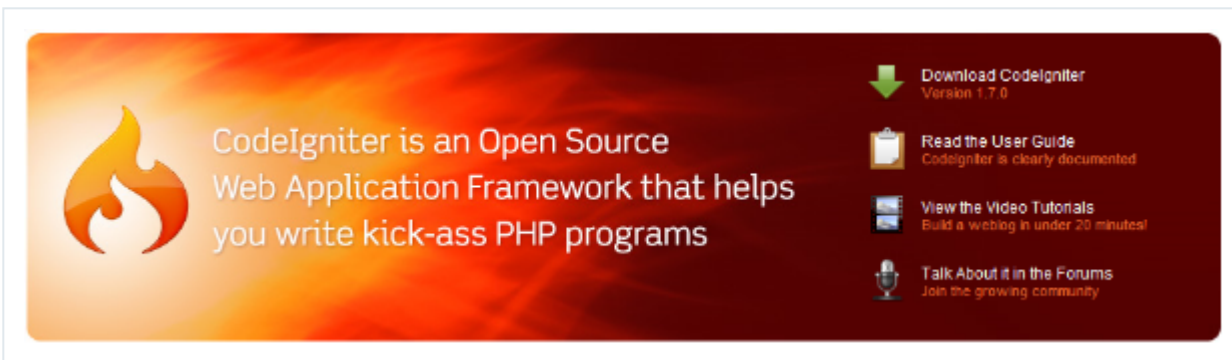 CodeIgniter is an Open Source
Web Application Framework that helps
you write kick-ass PHP programs
Download CodeIgniter
Version 1.7.0
Read the User Guide
CodeIgniter is clearly documented
View the Video Tutorials
Build a weblog in under 20 minutes!
Talk About it in the Forums
Join the growing community